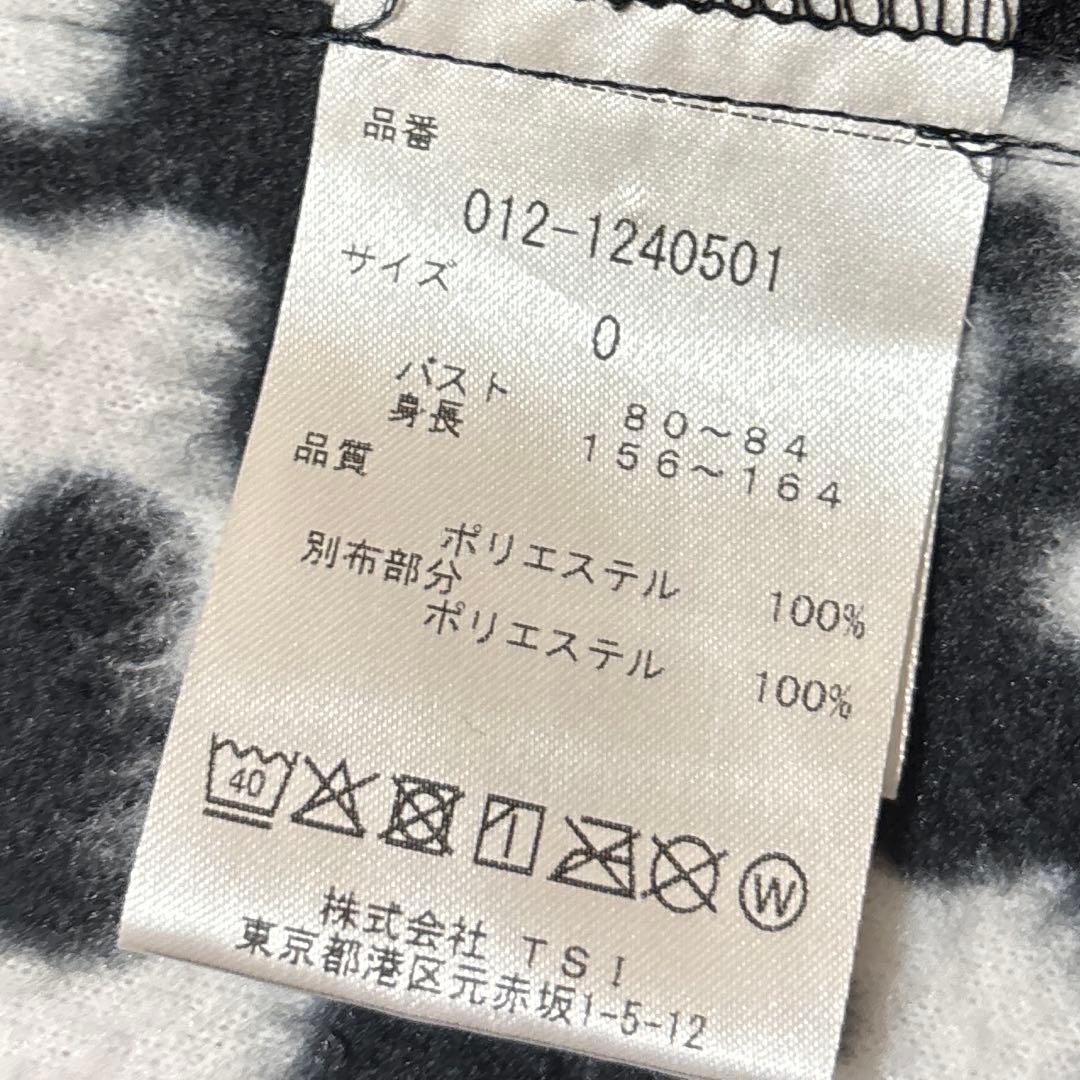 品番
012-1240501
サイズ
0
バスト 80～84
身長 156～164
品質
ポリエステル 100%
別布部分
ポリエステル 100%
40 W
株式会社 TSI
東京都港区元赤坂1-5-12